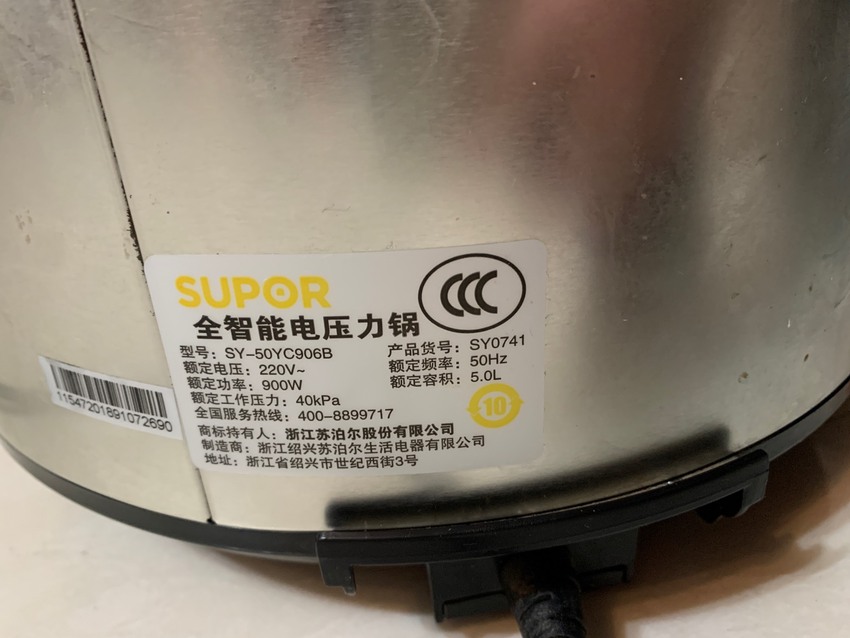 SUPOR
CCC
全智能电压力锅
型号：SY-50YC906B 产品货号：SY0741
额定电压：220V~ 额定频率：50Hz
额定功率：900W 额定容积：5.0L
额定工作压力：40kPa
全国服务热线：400-8899717
10
商标持有人：浙江苏泊尔股份有限公司
制造商：浙江绍兴苏泊尔生活电器有限公司
地址：浙江省绍兴市世纪西街3号
11547201891072690